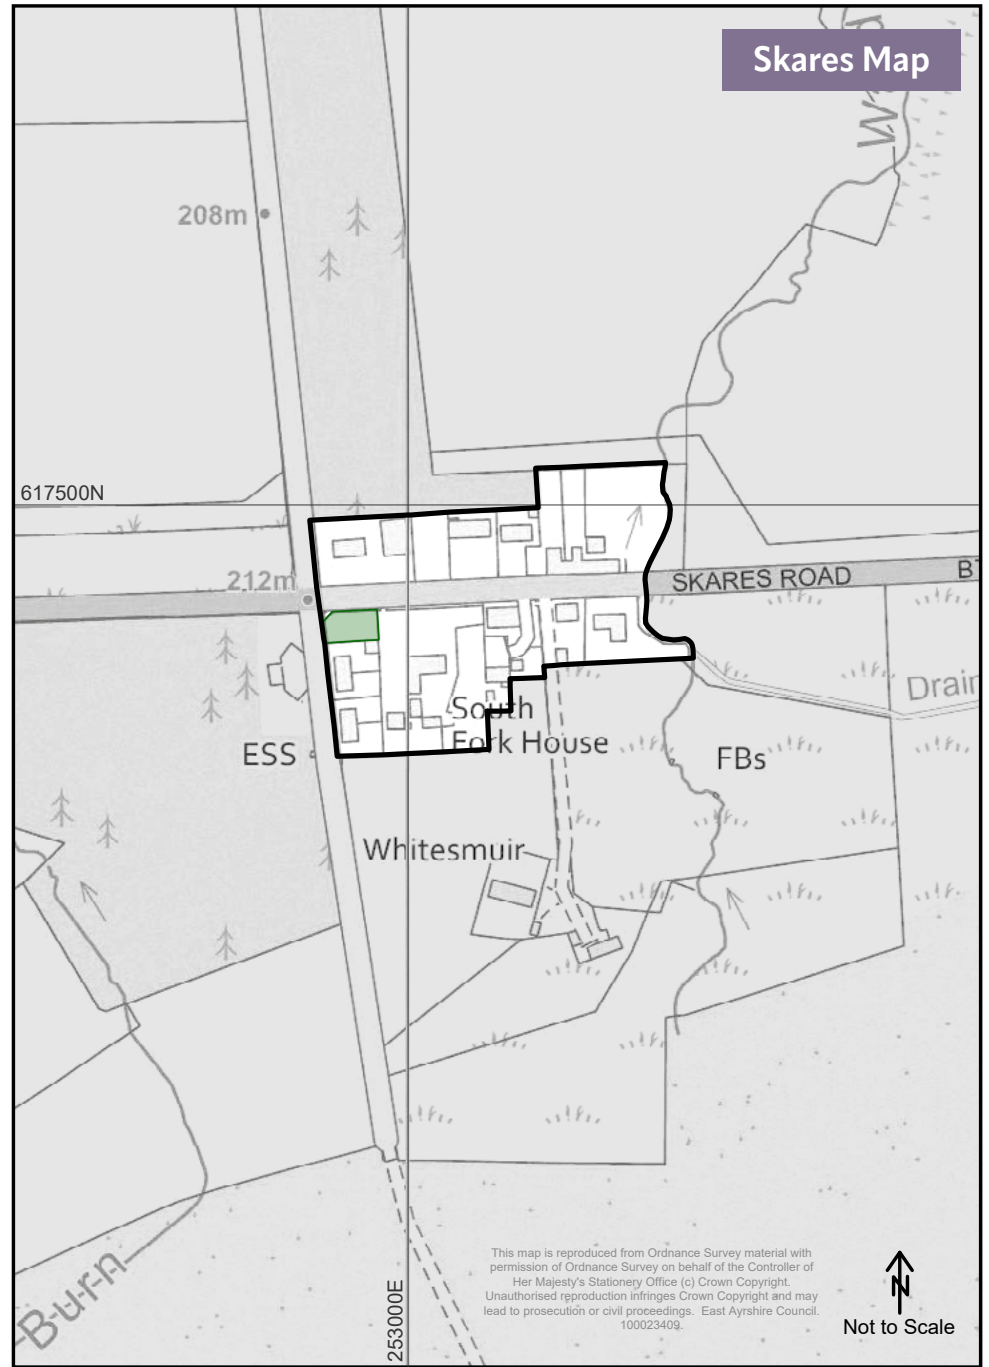 Skares Map
208m
617500N
212m
SKARES ROAD
Drain
South
Fork House
ESS
FBs
Whitesmuir
Burn
253000E
This map is reproduced from Ordnance Survey material with
permission of Ordnance Survey on behalf of the Controller of
Her Majesty's Stationery Office (c) Crown Copyright.
Unauthorised reproduction infringes Crown Copyright and may
lead to prosecution or civil proceedings. East Ayrshire Council.
100023409.
N
Not to Scale